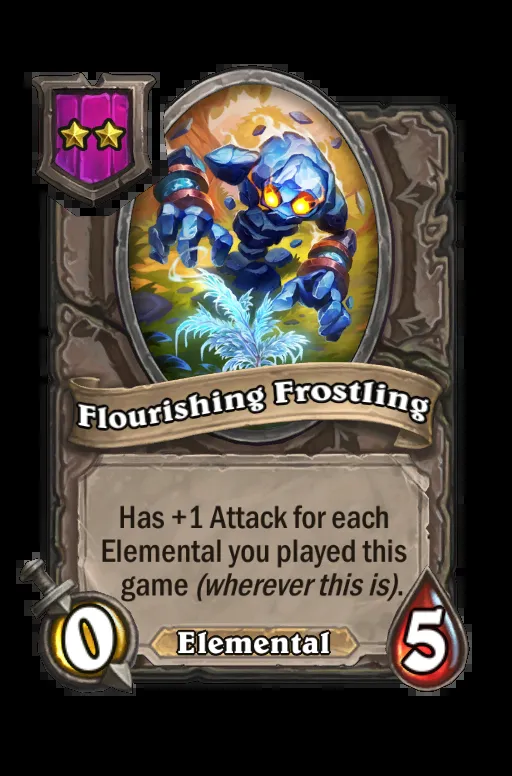 Flourishing Frostling
Has +1 Attack for each
Elemental you played this
game (wherever this is).
0
Elemental
5